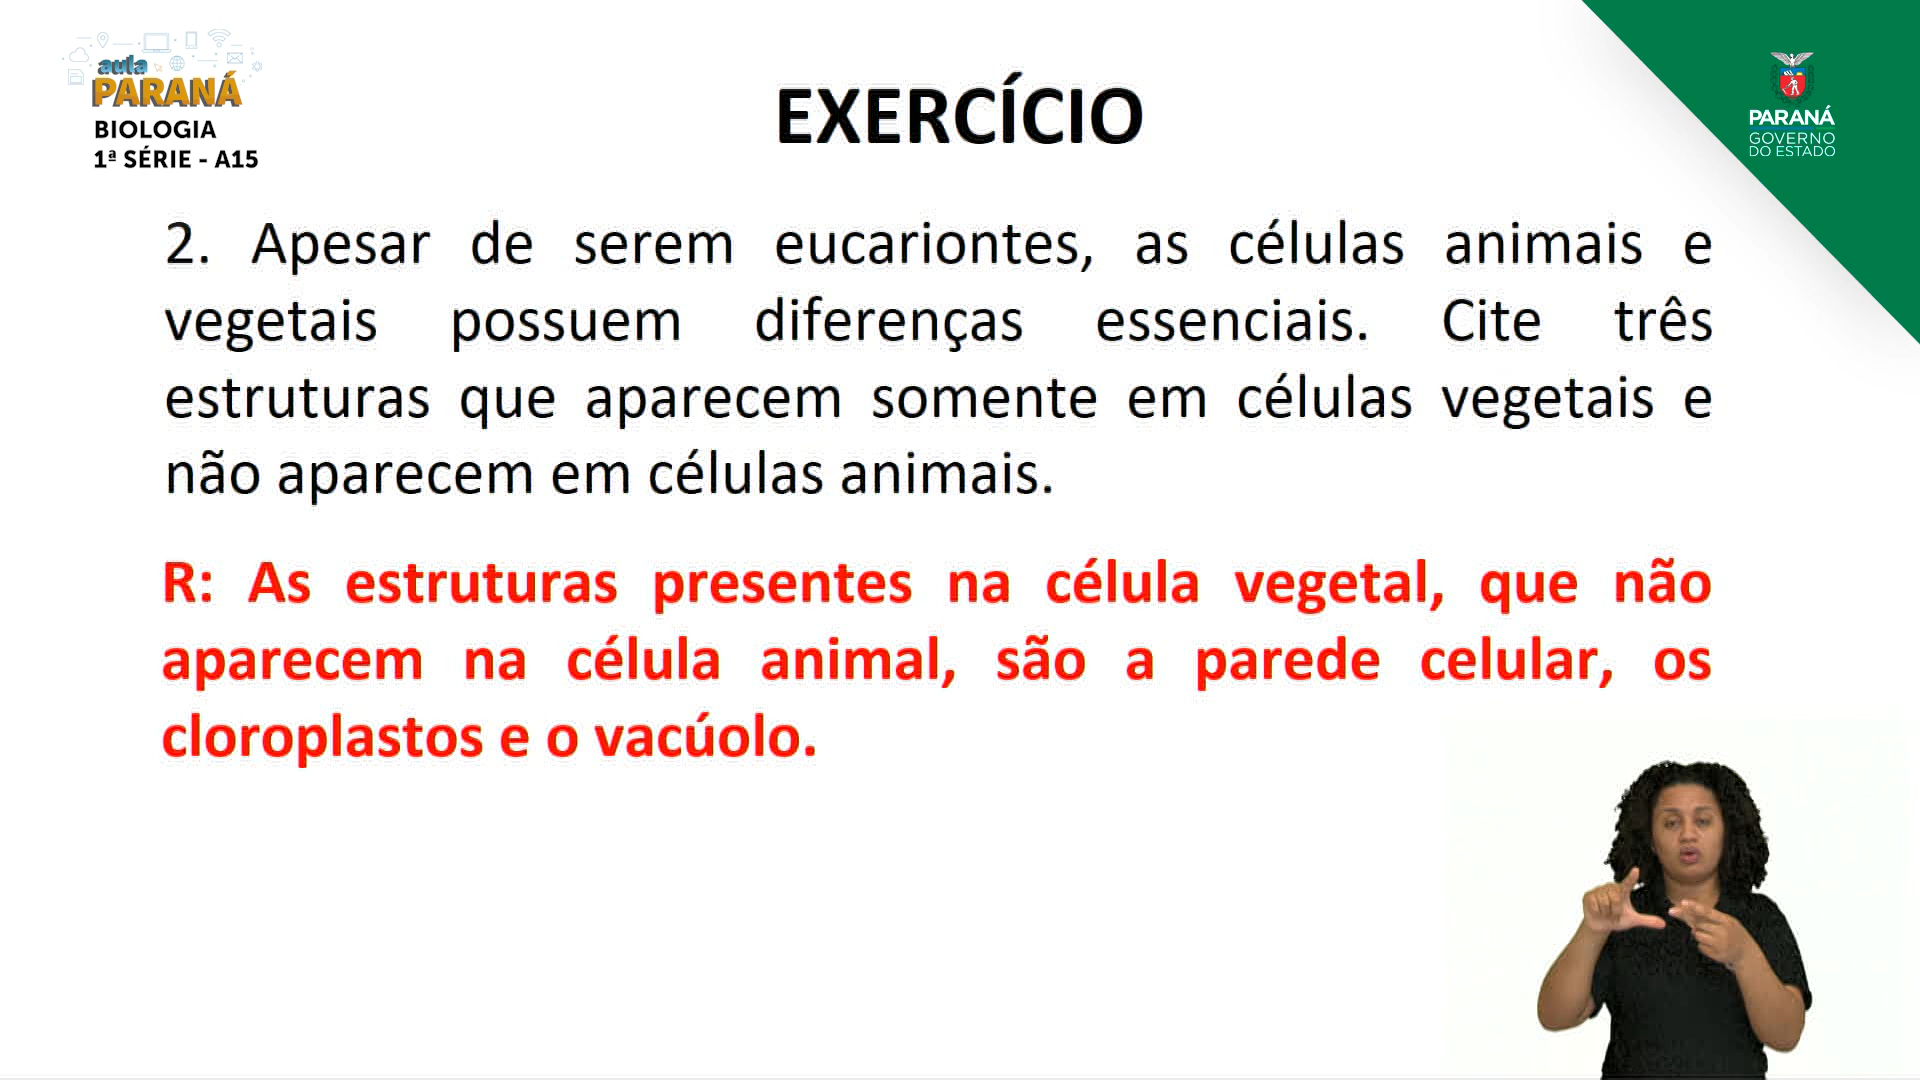 aula
PARANÁ
BIOLOGIA
1ª SÉRIE - A15
EXERCÍCIO
PARANÁ
GOVERNO
DO ESTADO
2. Apesar de serem eucariontes, as células animais e
vegetais possuem diferenças essenciais. Cite três
estruturas que aparecem somente em células vegetais e
não aparecem em células animais.
R: As estruturas presentes na célula vegetal, que não
aparecem na célula animal, são a parede celular, os
cloroplastos e o vacúolo.